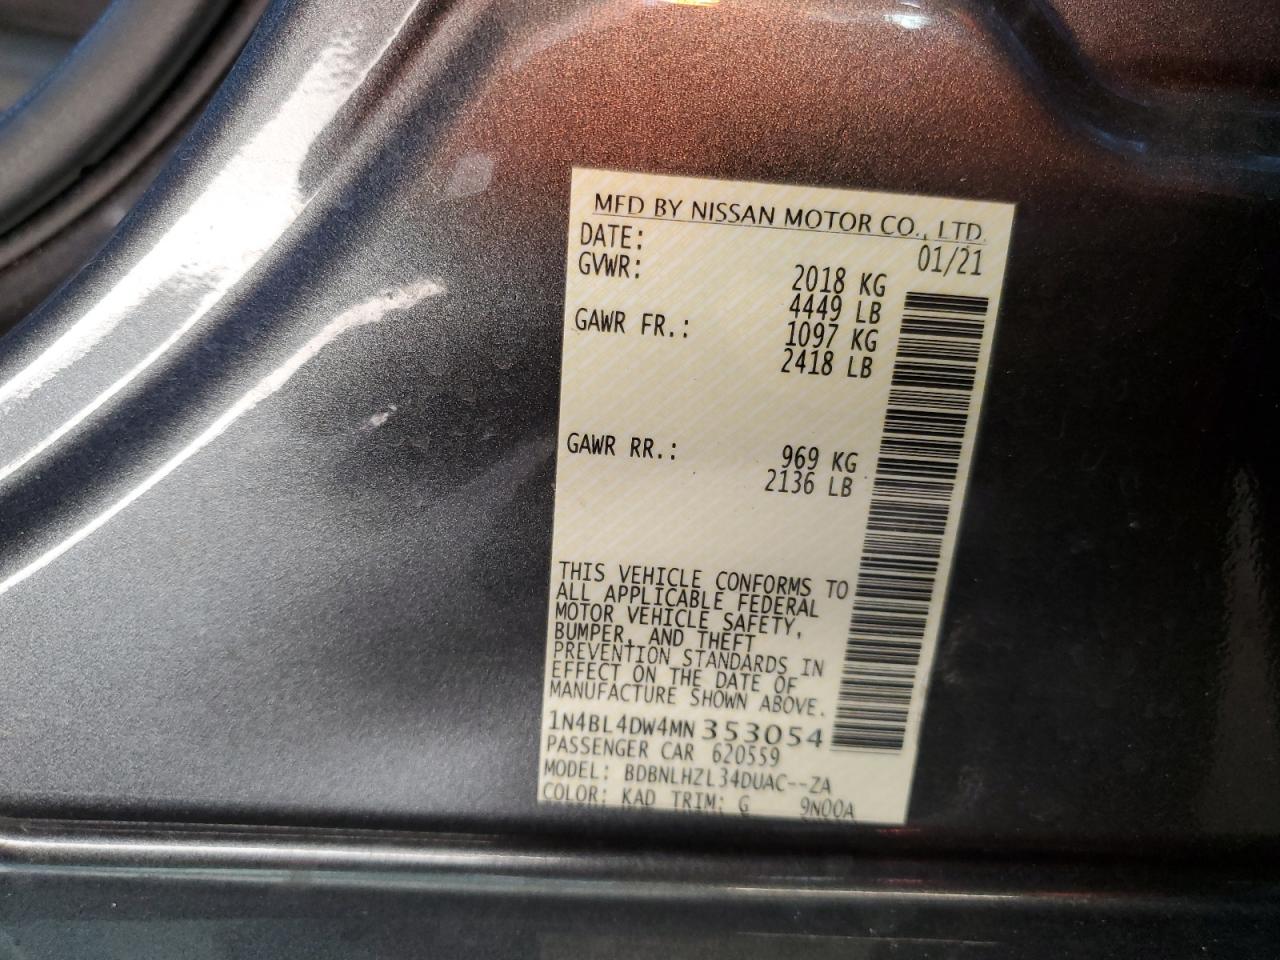 MFD BY NISSAN MOTOR CO., LTD.
DATE: 01/21
GVWR: 2018 KG
4449 LB
GAWR FR.: 1097 KG
2418 LB
GAWR RR.: 969 KG
2136 LB
THIS VEHICLE CONFORMS TO
ALL APPLICABLE FEDERAL
MOTOR VEHICLE SAFETY,
BUMPER, AND THEFT
PREVENTION STANDARDS IN
EFFECT ON THE DATE OF
MANUFACTURE SHOWN ABOVE.
1N4BL4DW4MN353054
PASSENGER CAR 620559
MODEL: BDBNLHZL34DUAC--ZA
COLOR: KAD TRIM: G 9N00A